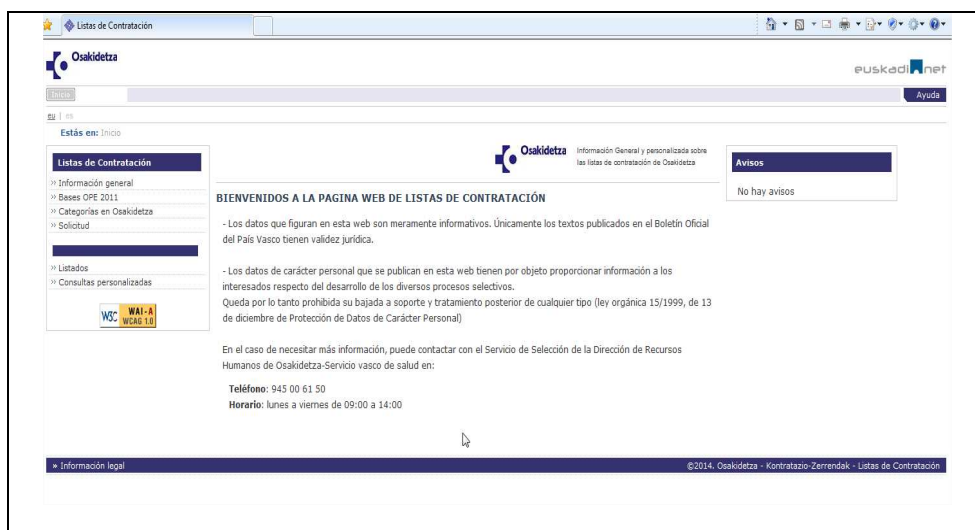 Listas de Contratación
Osakidetza
euskadi net
Inicio
Ayuda
eu | es
Estás en: Inicio
Listas de Contratación
» Información general
» Bases OPE 2011
» Categorías en Osakidetza
» Solicitud
» Listados
» Consultas personalizadas
W3C WAI-A
WCAG 1.0
Osakidetza
Información General y personalizada sobre
las listas de contratación de Osakidetza
BIENVENIDOS A LA PAGINA WEB DE LISTAS DE CONTRATACIÓN
- Los datos que figuran en esta web son meramente informativos. Únicamente los textos publicados en el Boletín Oficial
del País Vasco tienen validez jurídica.
- Los datos de carácter personal que se publican en esta web tienen por objeto proporcionar información a los
interesados respecto del desarrollo de los diversos procesos selectivos.
Queda por lo tanto prohibida su bajada a soporte y tratamiento posterior de cualquier tipo (ley orgánica 15/1999, de 13
de diciembre de Protección de Datos de Carácter Personal)
En el caso de necesitar más información, puede contactar con el Servicio de Selección de la Dirección de Recursos
Humanos de Osakidetza-Servicio vasco de salud en:
Teléfono: 945 00 61 50
Horario: lunes a viernes de 09:00 a 14:00
Avisos
No hay avisos
» Información legal
©2014. Osakidetza - Kontratazio-Zerrendak - Listas de Contratación